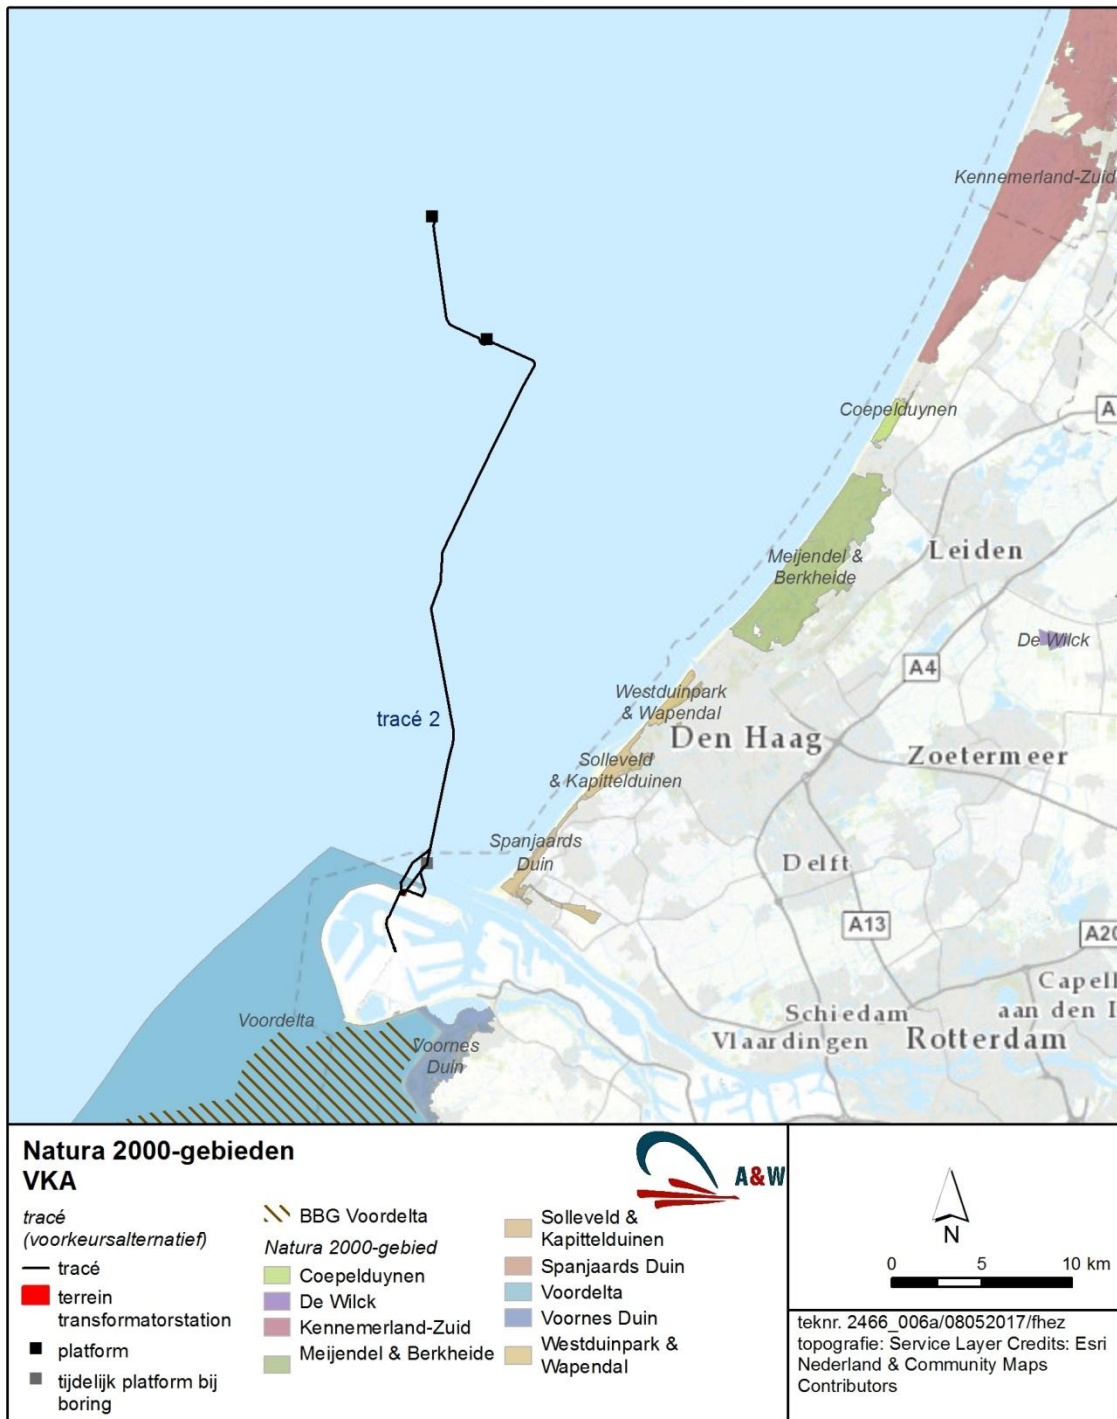 Kennemerland-Zuid
Coepelduynen
A
Leiden
Meijendel &
Berkheide
De Wilck
A4
Westduinpark
& Wapendal
tracé 2
Den Haag
Zoetermeer
Solleveld
& Kapittelduinen
Spanjaards
Duin
Delft
A13
A20
Capell
aan den I
Schiedam
Vlaardingen
Rotterdam
Voordelta
Voornes
Duin
Natura 2000-gebieden
VKA
tracé
(voorkeursalternatief)
tracé
terrein
transformatorstation
platform
tijdelijk platform bij
boring
BBG Voordelta
Natura 2000-gebied
Coepelduynen
De Wilck
Kennemerland-Zuid
Meijendel & Berkheide
A&W
Solleveld &
Kapittelduinen
Spanjaards Duin
Voordelta
Voornes Duin
Westduinpark &
Wapendal
N
0 5 10 km
teknr. 2466_006a/08052017/fhez
topografie: Service Layer Credits: Esri
Nederland & Community Maps
Contributors